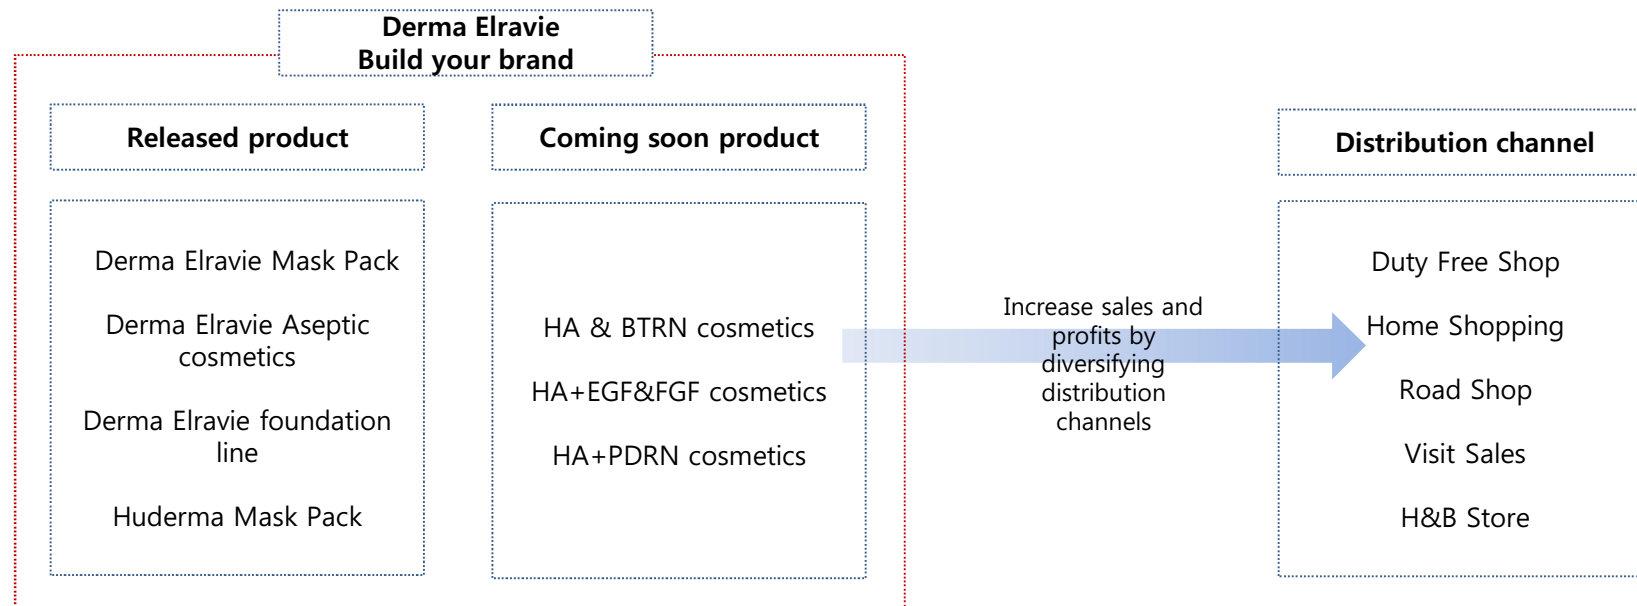 Derma Elravie
Build your brand
Released product
Derma Elravie Mask Pack
Derma Elravie Aseptic
cosmetics
Derma Elravie foundation
line
Huderma Mask Pack
Coming soon product
HA & BTRN cosmetics
HA+EGF&FGF cosmetics
HA+PDRN cosmetics
Increase sales and
profits by
diversifying
distribution
channels
Distribution channel
Duty Free Shop
Home Shopping
Road Shop
Visit Sales
H&B Store